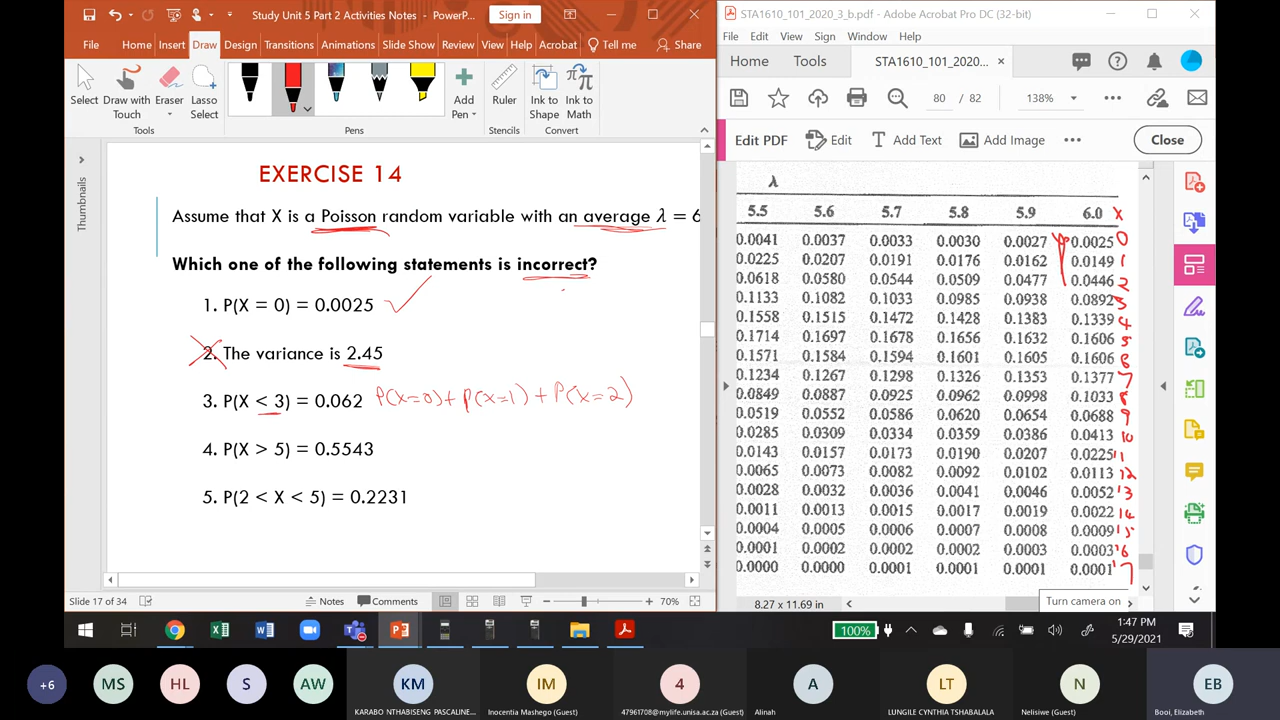 Study Unit 5 Part 2 Activities Notes - PowerP...
Sign in
File Home Insert Draw Design Transitions Animations Slide Show Review View Help Acrobat Tell me Share
Select
Draw with Touch
Eraser
Lasso Select
Add Pen
Ruler
Ink to Shape
Ink to Math
Tools
Pens
Stencils
Convert
Thumbnails
EXERCISE 14
Assume that X is a Poisson random variable with an average λ = 6
Which one of the following statements is incorrect?
1. P(X = 0) = 0.0025
2. The variance is 2.45
3. P(X < 3) = 0.062 P(X=0)+ P(X=1) + P(X=2)
4. P(X > 5) = 0.5543
5. P(2 < X < 5) = 0.2231
Slide 17 of 34
Notes
Comments
70%
STA1610_101_2020_3_b.pdf - Adobe Acrobat Pro DC (32-bit)
File Edit View Sign Window Help
Home Tools STA1610_101_2020... ×
80 / 82 138%
Edit PDF Edit Add Text Add Image Close
λ
5.5 5.6 5.7 5.8 5.9 6.0 X
0.0041 0.0037 0.0033 0.0030 0.0027 0.0025 0
0.0225 0.0207 0.0191 0.0176 0.0162 0.0149 1
0.0618 0.0580 0.0544 0.0509 0.0477 0.0446 2
0.1133 0.1082 0.1033 0.0985 0.0938 0.0892 3
0.1558 0.1515 0.1472 0.1428 0.1383 0.1339 4
0.1714 0.1697 0.1678 0.1656 0.1632 0.1606 5
0.1571 0.1584 0.1594 0.1601 0.1605 0.1606 6
0.1234 0.1267 0.1298 0.1326 0.1353 0.1377 7
0.0849 0.0887 0.0925 0.0962 0.0998 0.1033 8
0.0519 0.0552 0.0586 0.0620 0.0654 0.0688 9
0.0285 0.0309 0.0334 0.0359 0.0386 0.0413 10
0.0143 0.0157 0.0173 0.0190 0.0207 0.0225 11
0.0065 0.0073 0.0082 0.0092 0.0102 0.0113 12
0.0028 0.0032 0.0036 0.0041 0.0046 0.0052 13
0.0011 0.0013 0.0015 0.0017 0.0019 0.0022 14
0.0004 0.0005 0.0006 0.0007 0.0008 0.0009 15
0.0001 0.0002 0.0002 0.0002 0.0003 0.0003 16
0.0000 0.0000 0.0000 0.0001 0.0001 0.0001 17
8.27 x 11.69 in
Turn camera on
100%
1:47 PM
5/29/2021
+6 MS HL S AW KM IM 4 A LT N EB
KARABO NTHABISENG PASCALINE... Inocentia Mashego (Guest) 47961708@mylife.unisa.ac.za (Guest) Alinah LUNGILE CYNTHIA TSHABALALA Nelisiwe (Guest) Booi, Elizabeth